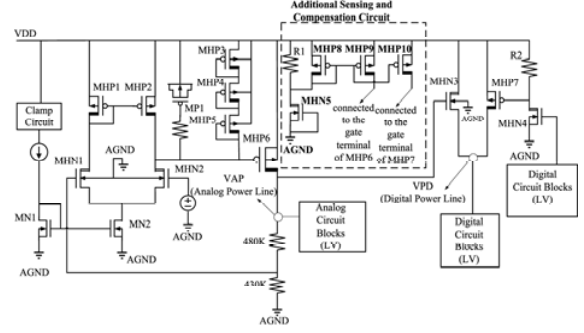 Additional Sensing and
Compensation Circuit
VDD
MHP3
R1
MHP8
MHP9
MHP10
R2
MHP1
MHP2
MHP4
MHN3
MHP7
Clamp
Circuit
MP1
MHP5
MHN5
connected
to the
gate
terminal
of MHP6
connected
to the
gate
terminal
of MHP7
AGND
MHN4
AGND
MHP6
AGND
AGND
MHN1
MHN2
VAP
(Analog Power Line)
VPD
(Digital Power Line)
Digital
Circuit Blocks
(LV)
MN1
MN2
AGND
Analog
Circuit
Blocks
(LV)
Digital
Circuit
Blocks
(LV)
480K
AGND
AGND
430K
AGND